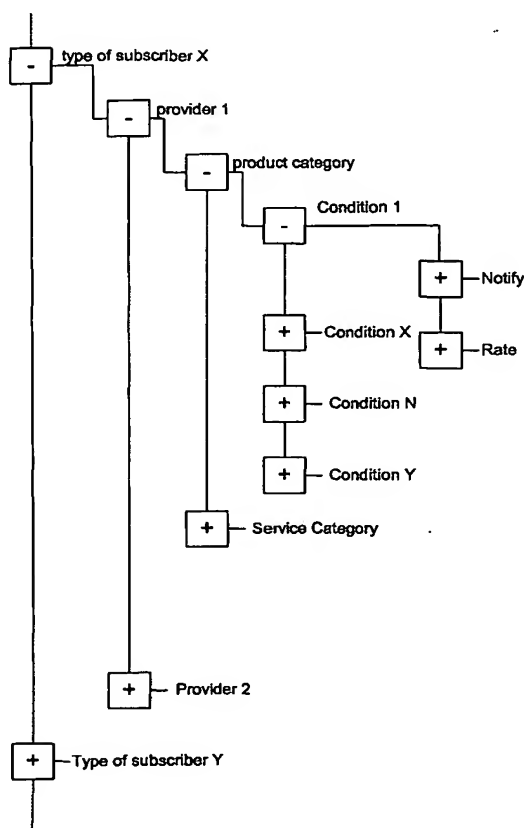 - type of subscriber X
- provider 1
- product category
- Condition 1
+ Notify
+ Condition X
+ Rate
+ Condition N
+ Condition Y
+ Service Category
+ Provider 2
+ Type of subscriber Y